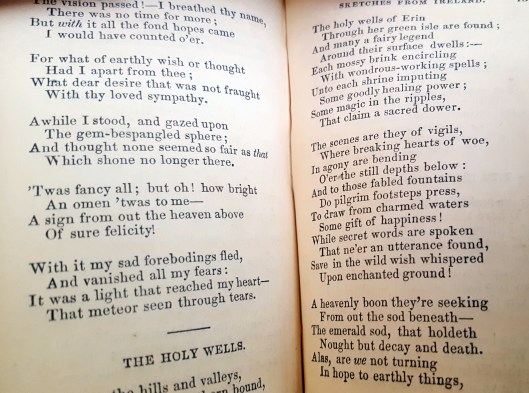 The vision passed!—I breathed thy name,
There was no time for more;
But with it all the fond hopes came
I would have counted o'er.
For what of earthly wish or thought
Had I apart from thee;
What dear desire that was not fraught
With thy loved sympathy.
Awhile I stood, and gazed upon
The gem-bespangled sphere;
And thought none seemed so fair as that
Which shone no longer there.
'Twas fancy all; but oh! how bright
An omen 'twas to me—
A sign from out the heaven above
Of sure felicity!
With it my sad forebodings fled,
And vanished all my fears:
It was a light that reached my heart—
That meteor seen through tears.
THE HOLY WELLS.
the hills and valleys,
bound,
SKETCHES FROM IRELAND.
The holy wells of Erin
Through her green isle are found;
And many a fairy legend
Around their surface dwells:—
Each mossy brink encircling
With wondrous-working spells;
Unto each shrine imputing
Some goodly healing power;
Some magic in the ripples,
That claim a sacred dower.
The scenes are they of vigils,
Where breaking hearts of woe,
In agony are bending
O'er the still depths below:
And to those fabled fountains
Do pilgrim footsteps press,
To draw from charmed waters
Some gift of happiness!
While secret words are spoken
That ne'er an utterance found,
Save in the wild wish whispered
Upon enchanted ground!
A heavenly boon they're seeking
From out the sod beneath—
The emerald sod, that holdeth
Nought but decay and death.
Alas, are we not turning
In hope to earthly things,